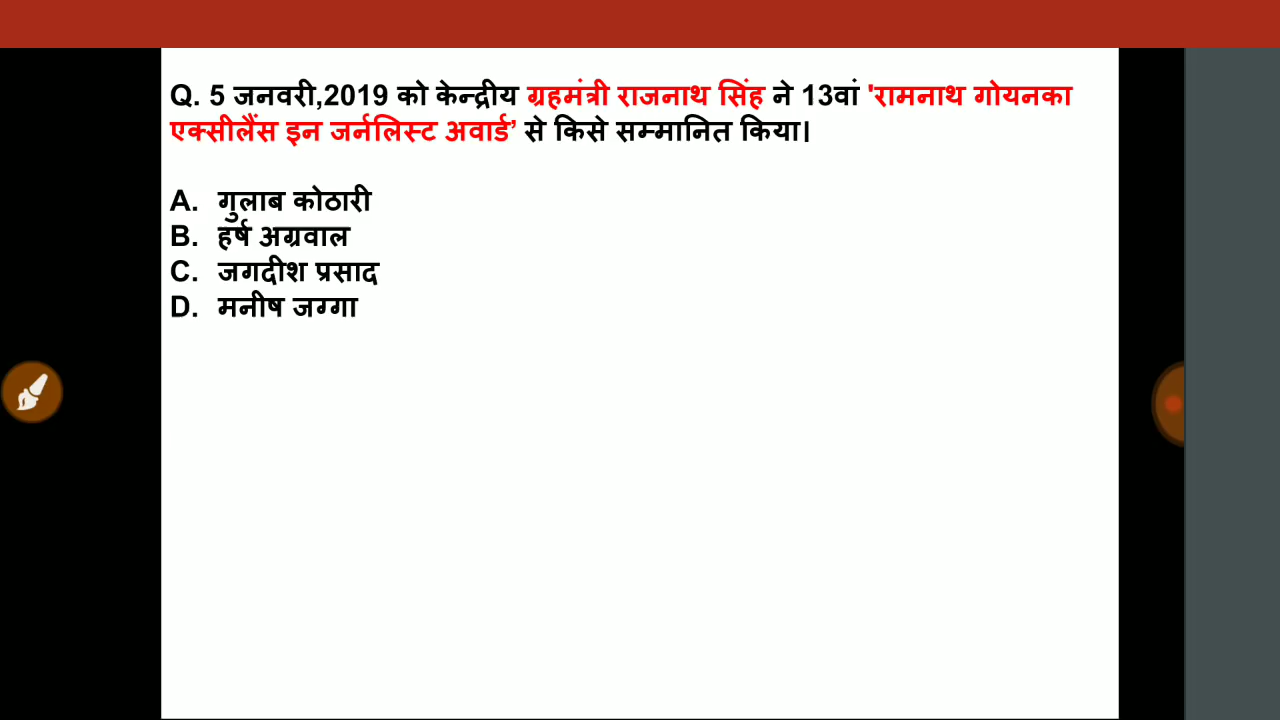 Q. 5 जनवरी,2019 को केन्द्रीय ग्रहमंत्री राजनाथ सिंह ने 13वां 'रामनाथ गोयनका
एक्सीलैंस इन जर्नलिस्ट अवार्ड’ से किसे सम्मानित किया।
A. गुलाब कोठारी
B. हर्ष अग्रवाल
C. जगदीश प्रसाद
D. मनीष जग्गा